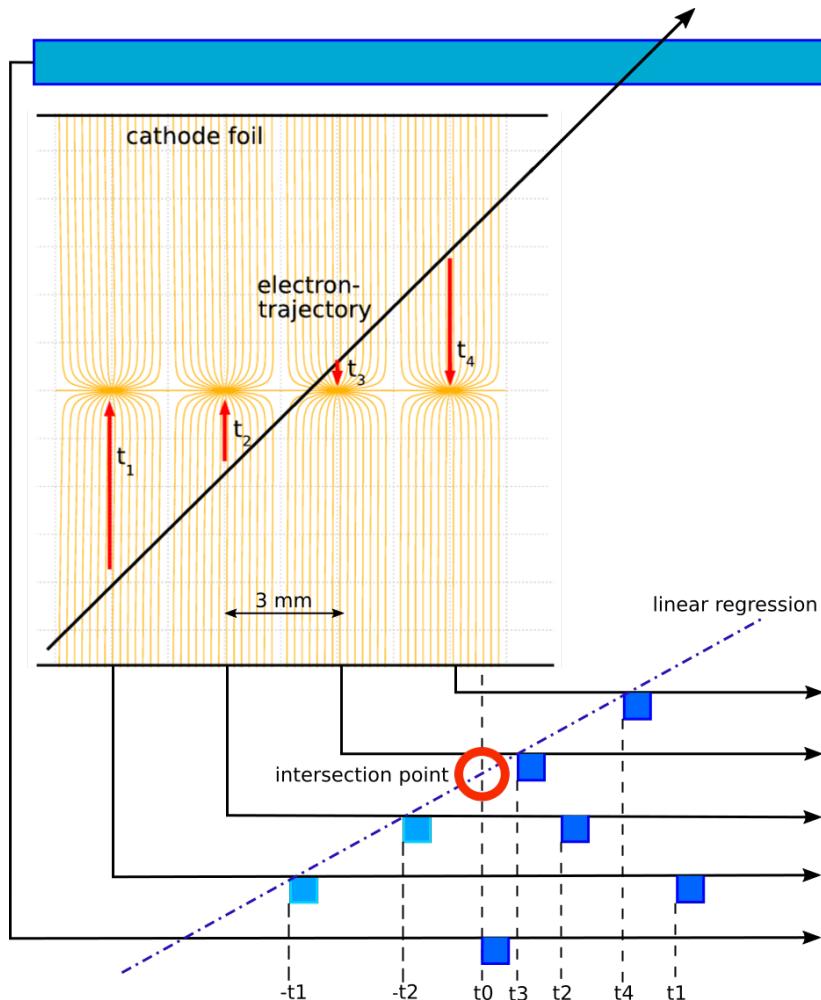 cathode foil
electron-
trajectory
t4
t3
t2
t1
3 mm
linear regression
intersection point
-t1
-t2
t0
t3
t2
t4
t1